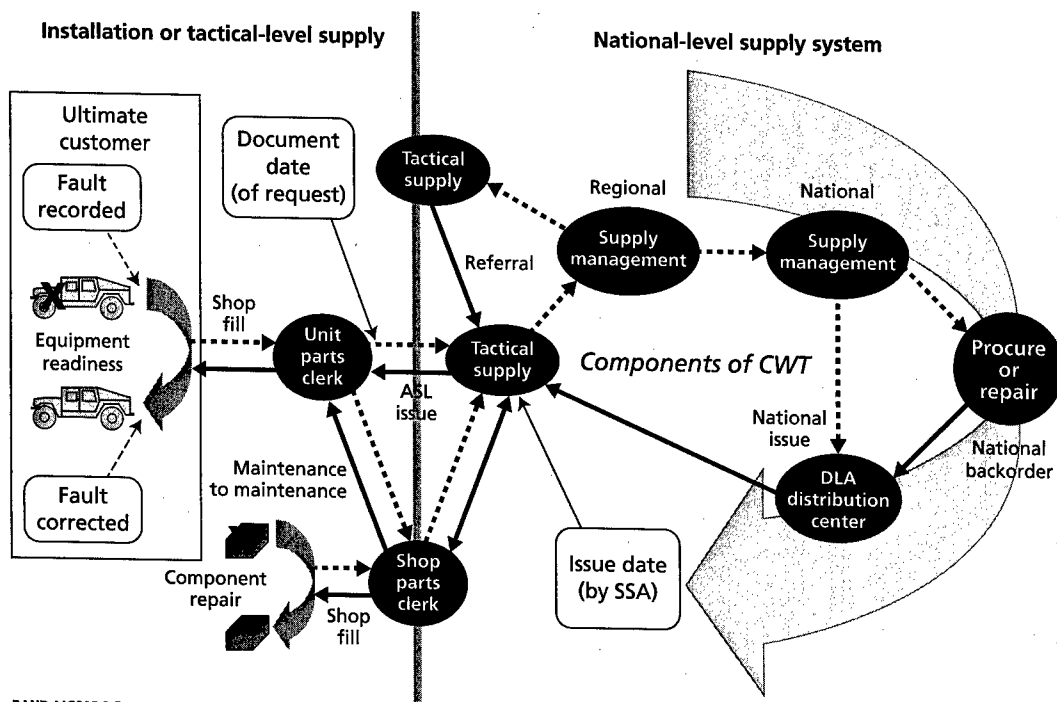 Installation or tactical-level supply
National-level supply system
Ultimate
customer
Fault
recorded
Equipment
readiness
Fault
corrected
Document
date
(of request)
Shop
fill
Unit
parts
clerk
ASL
issue
Maintenance
to maintenance
Component
repair
Shop
fill
Shop
parts
clerk
Tactical
supply
Referral
Tactical
supply
Regional
Supply
management
National
Supply
management
Components of CWT
Procure
or
repair
National
issue
National
backorder
DLA
distribution
center
Issue date
(by SSA)